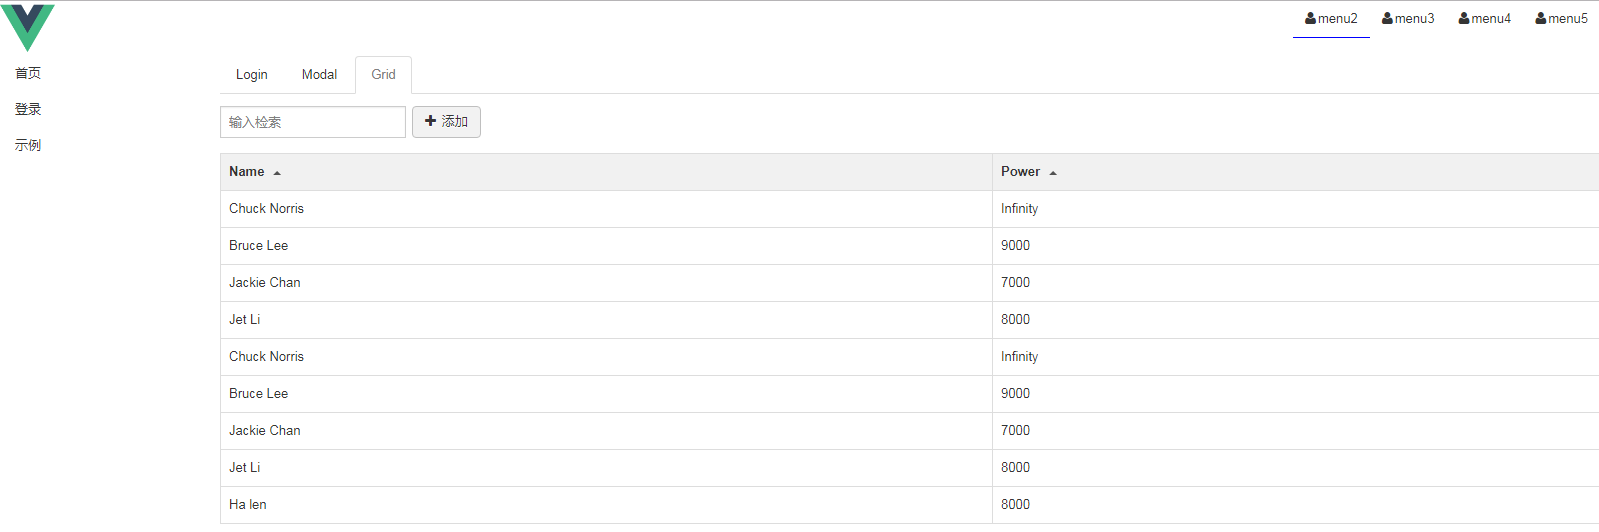 menu2 menu3 menu4 menu5
首页
登录
示例
Login Modal Grid
输入检索 添加
Name Power
Chuck Norris Infinity
Bruce Lee 9000
Jackie Chan 7000
Jet Li 8000
Chuck Norris Infinity
Bruce Lee 9000
Jackie Chan 7000
Jet Li 8000
Ha len 8000